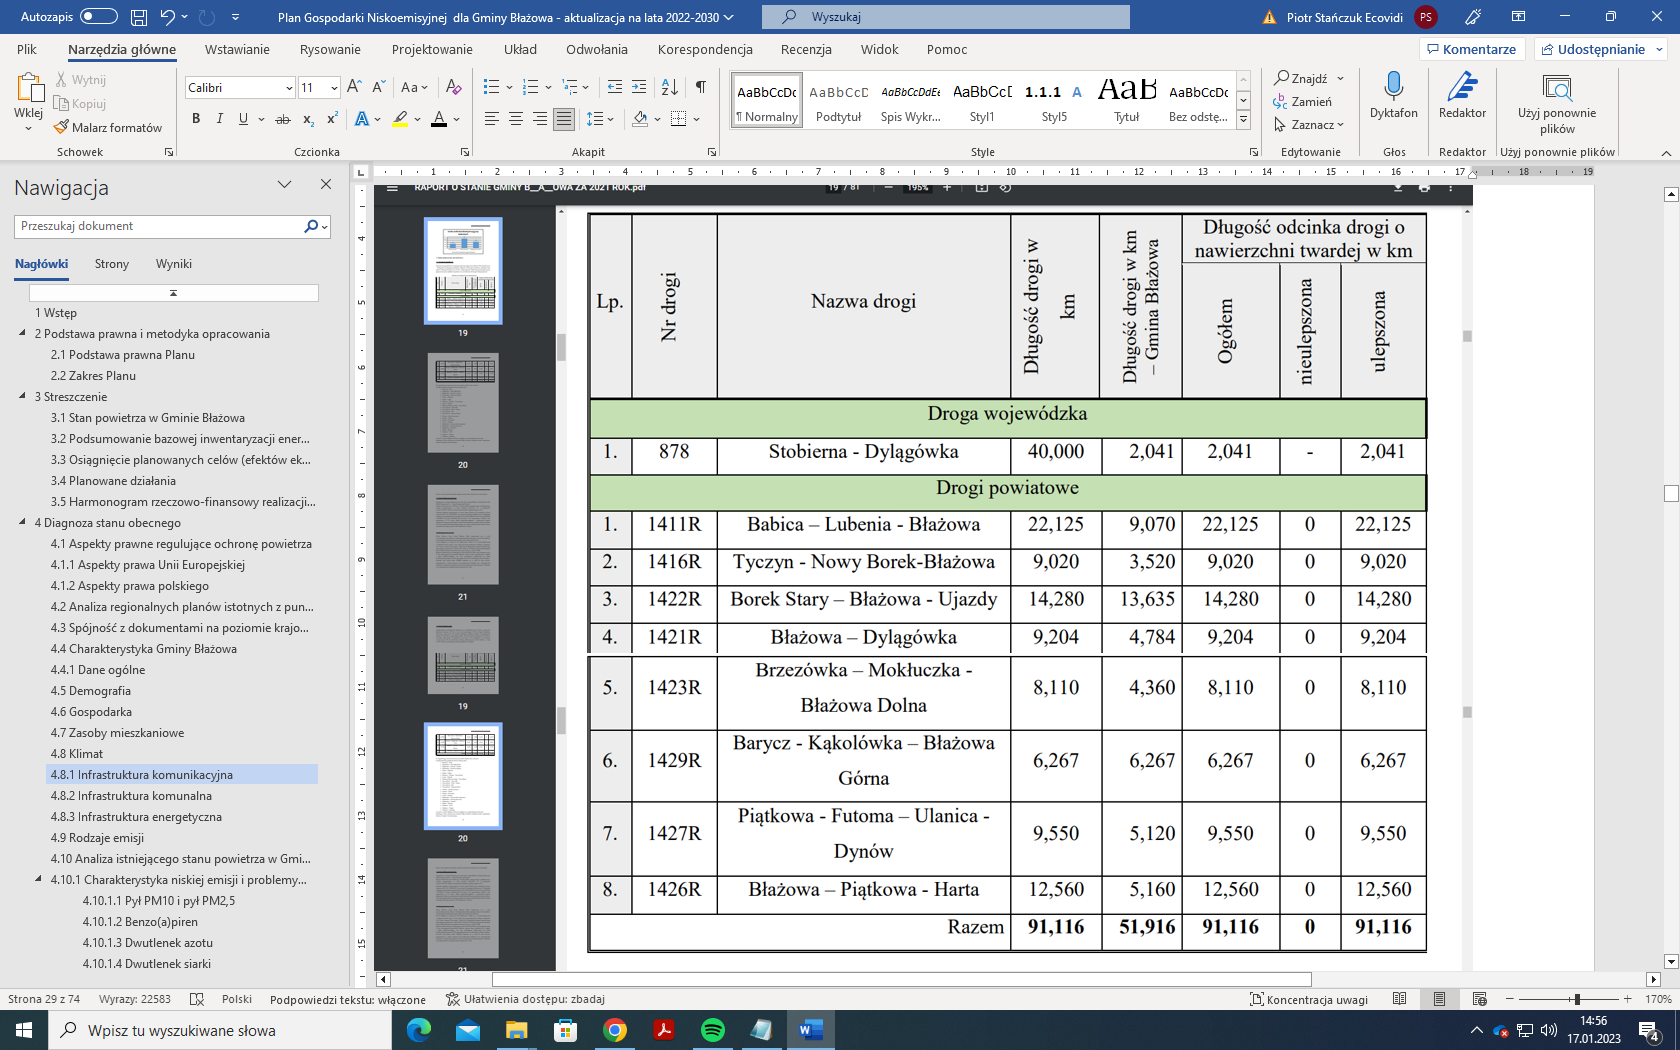 Autozapis
Plan Gospodarki Niskoemisyjnej dla Gminy Błażowa - aktualizacja na lata 2022-2030
Wyszukaj
Piotr Stańczuk Ecovidi
PS
Plik Narzędzia główne Wstawianie Rysowanie Projektowanie Układ Odwołania Korespondencja Recenzja Widok Pomoc
Komentarze Udostępnianie
Wklej
Wytnij
Kopiuj
Malarz formatów
Schowek
Calibri 11
Czcionka
Akapit
AaBbCcDc AaBbCcD AaBbCcDdEe AaBbCcD 1.1.1 A AaB AaBbCcDc
¶ Normalny Podtytuł Spis Wykr... Styl1 Styl5 Tytuł Bez odstę...
Style
Znajdź
Zamień
Zaznacz
Edytowanie
Dyktafon
Głos
Redaktor
Redaktor
Użyj ponownie plików
Użyj ponownie plików
Nawigacja
Przeszukaj dokument
Nagłówki Strony Wyniki
1 Wstęp
2 Podstawa prawna i metodyka opracowania
2.1 Podstawa prawna Planu
2.2 Zakres Planu
3 Streszczenie
3.1 Stan powietrza w Gminie Błażowa
3.2 Podsumowanie bazowej inwentaryzacji ener...
3.3 Osiągnięcie planowanych celów (efektów ek...
3.4 Planowane działania
3.5 Harmonogram rzeczowo-finansowy realizacji...
4 Diagnoza stanu obecnego
4.1 Aspekty prawne regulujące ochronę powietrza
4.1.1 Aspekty prawa Unii Europejskiej
4.1.2 Aspekty prawa polskiego
4.2 Analiza regionalnych planów istotnych z pun...
4.3 Spójność z dokumentami na poziomie krajo...
4.4 Charakterystyka Gminy Błażowa
4.4.1 Dane ogólne
4.5 Demografia
4.6 Gospodarka
4.7 Zasoby mieszkaniowe
4.8 Klimat
4.8.1 Infrastruktura komunikacyjna
4.8.2 Infrastruktura komunalna
4.8.3 Infrastruktura energetyczna
4.9 Rodzaje emisji
4.10 Analiza istniejącego stanu powietrza w Gmi...
4.10.1 Charakterystyka niskiej emisji i problemy...
4.10.1.1 Pył PM10 i pył PM2,5
4.10.1.2 Benzo(a)piren
4.10.1.3 Dwutlenek azotu
4.10.1.4 Dwutlenek siarki
RAPORT O STANIE GMINY B__A__OWA ZA 2021 ROK.pdf 19 / 81 195%
19
20
21
19
20
21
Lp. Nr drogi Nazwa drogi Długość drogi w km Długość drogi w km – Gmina Błażowa Długość odcinka drogi o nawierzchni twardej w km
Ogółem nieulepszona ulepszona
Droga wojewódzka
1. 878 Stobierna - Dylągówka 40,000 2,041 2,041 - 2,041
Drogi powiatowe
1. 1411R Babica – Lubenia - Błażowa 22,125 9,070 22,125 0 22,125
2. 1416R Tyczyn - Nowy Borek-Błażowa 9,020 3,520 9,020 0 9,020
3. 1422R Borek Stary – Błażowa - Ujazdy 14,280 13,635 14,280 0 14,280
4. 1421R Błażowa – Dylągówka 9,204 4,784 9,204 0 9,204
5. 1423R Brzezówka – Mokłuczka - Błażowa Dolna 8,110 4,360 8,110 0 8,110
6. 1429R Barycz - Kąkolówka – Błażowa Górna 6,267 6,267 6,267 0 6,267
7. 1427R Piątkowa - Futoma – Ulanica - Dynów 9,550 5,120 9,550 0 9,550
8. 1426R Błażowa – Piątkowa - Harta 12,560 5,160 12,560 0 12,560
Razem 91,116 51,916 91,116 0 91,116
Strona 29 z 74 Wyrazy: 22583 Polski Podpowiedzi tekstu: włączone Ułatwienia dostępu: zbadaj Koncentracja uwagi 170%
Wpisz tu wyszukiwane słowa
14:56
17.01.2023
4